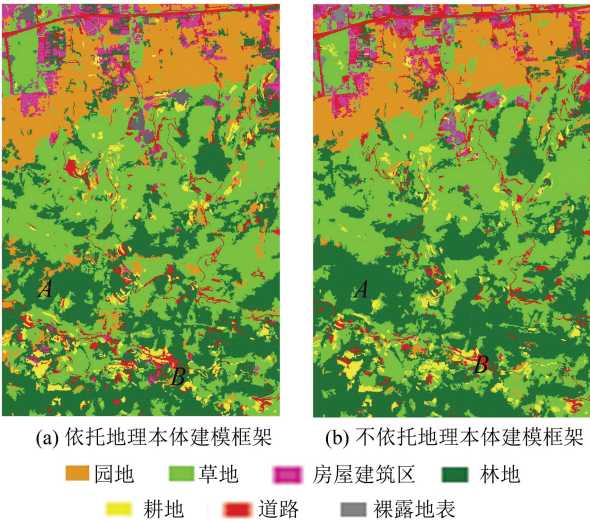 A
B
A
B
(a) 依托地理本体建模框架
(b) 不依托地理本体建模框架
园地 草地 房屋建筑区 林地
耕地 道路 裸露地表